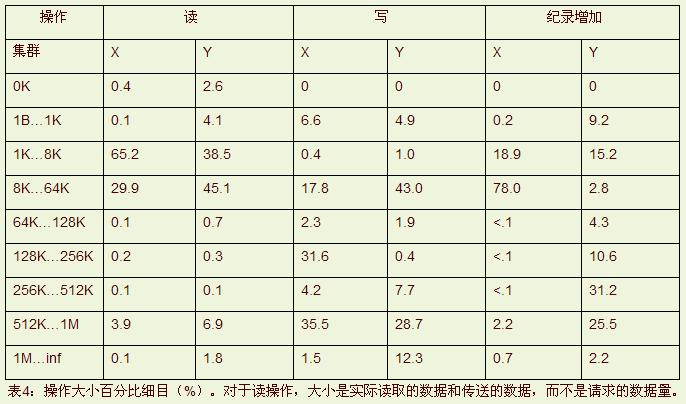 操作 读 写 纪录增加
集群 X Y X Y X Y
0K 0.4 2.6 0 0 0 0
1B…1K 0.1 4.1 6.6 4.9 0.2 9.2
1K…8K 65.2 38.5 0.4 1.0 18.9 15.2
8K…64K 29.9 45.1 17.8 43.0 78.0 2.8
64K…128K 0.1 0.7 2.3 1.9 <.1 4.3
128K…256K 0.2 0.3 31.6 0.4 <.1 10.6
256K…512K 0.1 0.1 4.2 7.7 <.1 31.2
512K…1M 3.9 6.9 35.5 28.7 2.2 25.5
1M…inf 0.1 1.8 1.5 12.3 0.7 2.2
表4：操作大小百分比细目（%）。对于读操作，大小是实际读取的数据和传送的数据，而不是请求的数据量。